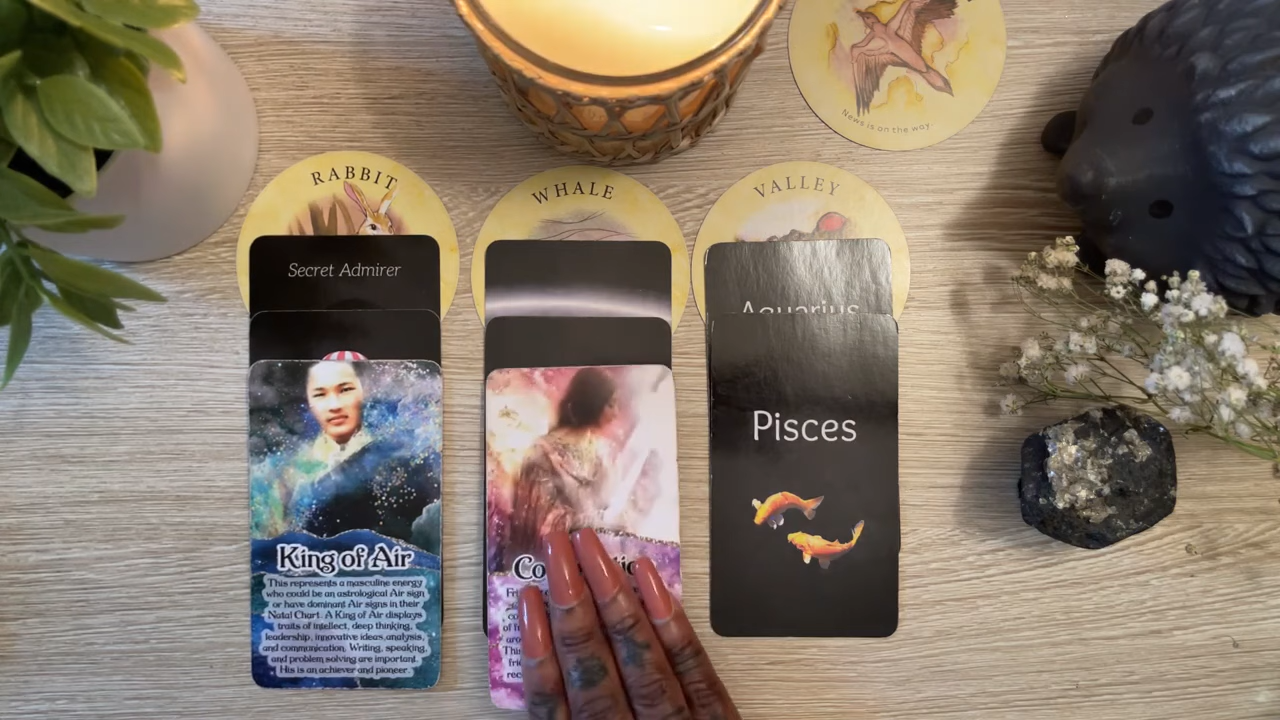 News is on the way
RABBIT
WHALE
VALLEY
Secret Admirer
Aquarius
Pisces
King of Air
This represents a masculine energy
who could be an astrological Air sign
or have dominant Air signs in their
Natal Chart. A King of Air displays
traits of intellect, deep thinking,
leadership, innovative ideas, analysis,
and communication. Writing, speaking,
and problem solving are important.
His is an achiever and pioneer.